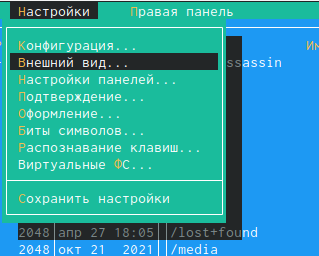 Настройки Правая панель
Конфигурация...
Внешний вид...
ssassin
Настройки панелей...
Подтверждение...
Оформление...
Биты символов...
Распознавание клавиш...
Виртуальные ФС...
Сохранить настройки
2048 апр 27 18:05 /lost+found
2048 окт 21 2021 /media